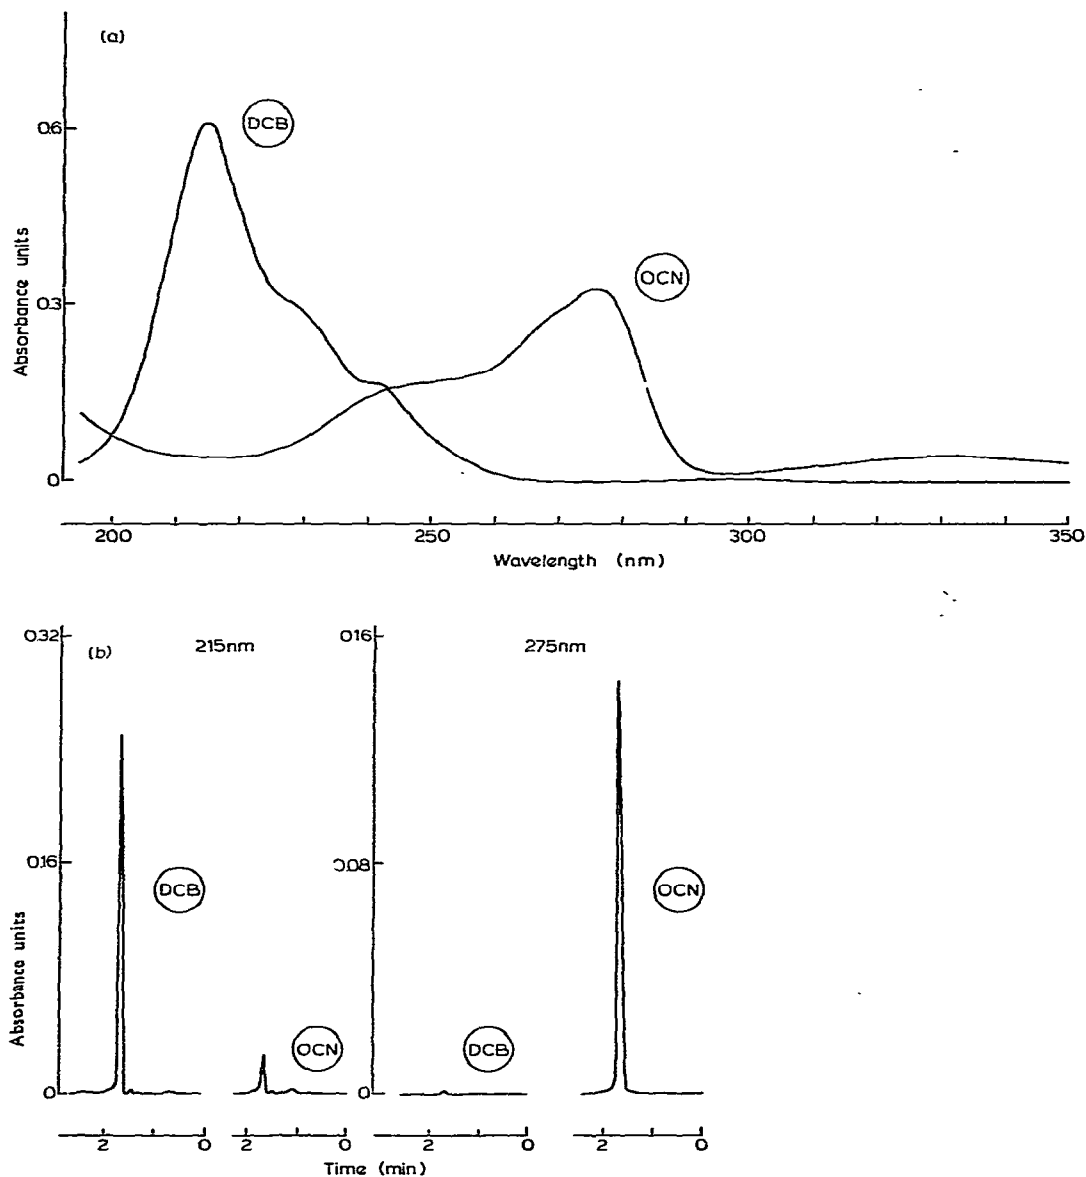 (a)
0.6
DCB
OCN
0.3
Absorbance units
0
200 250 300 350
Wavelength (nm)
0.32 0.16
(b) 215nm 275nm
0.16 0.08
DCB OCN
Absorbance units
OCN DCB
0 0
2 0 2 0 2 0 2 0
Time (min)